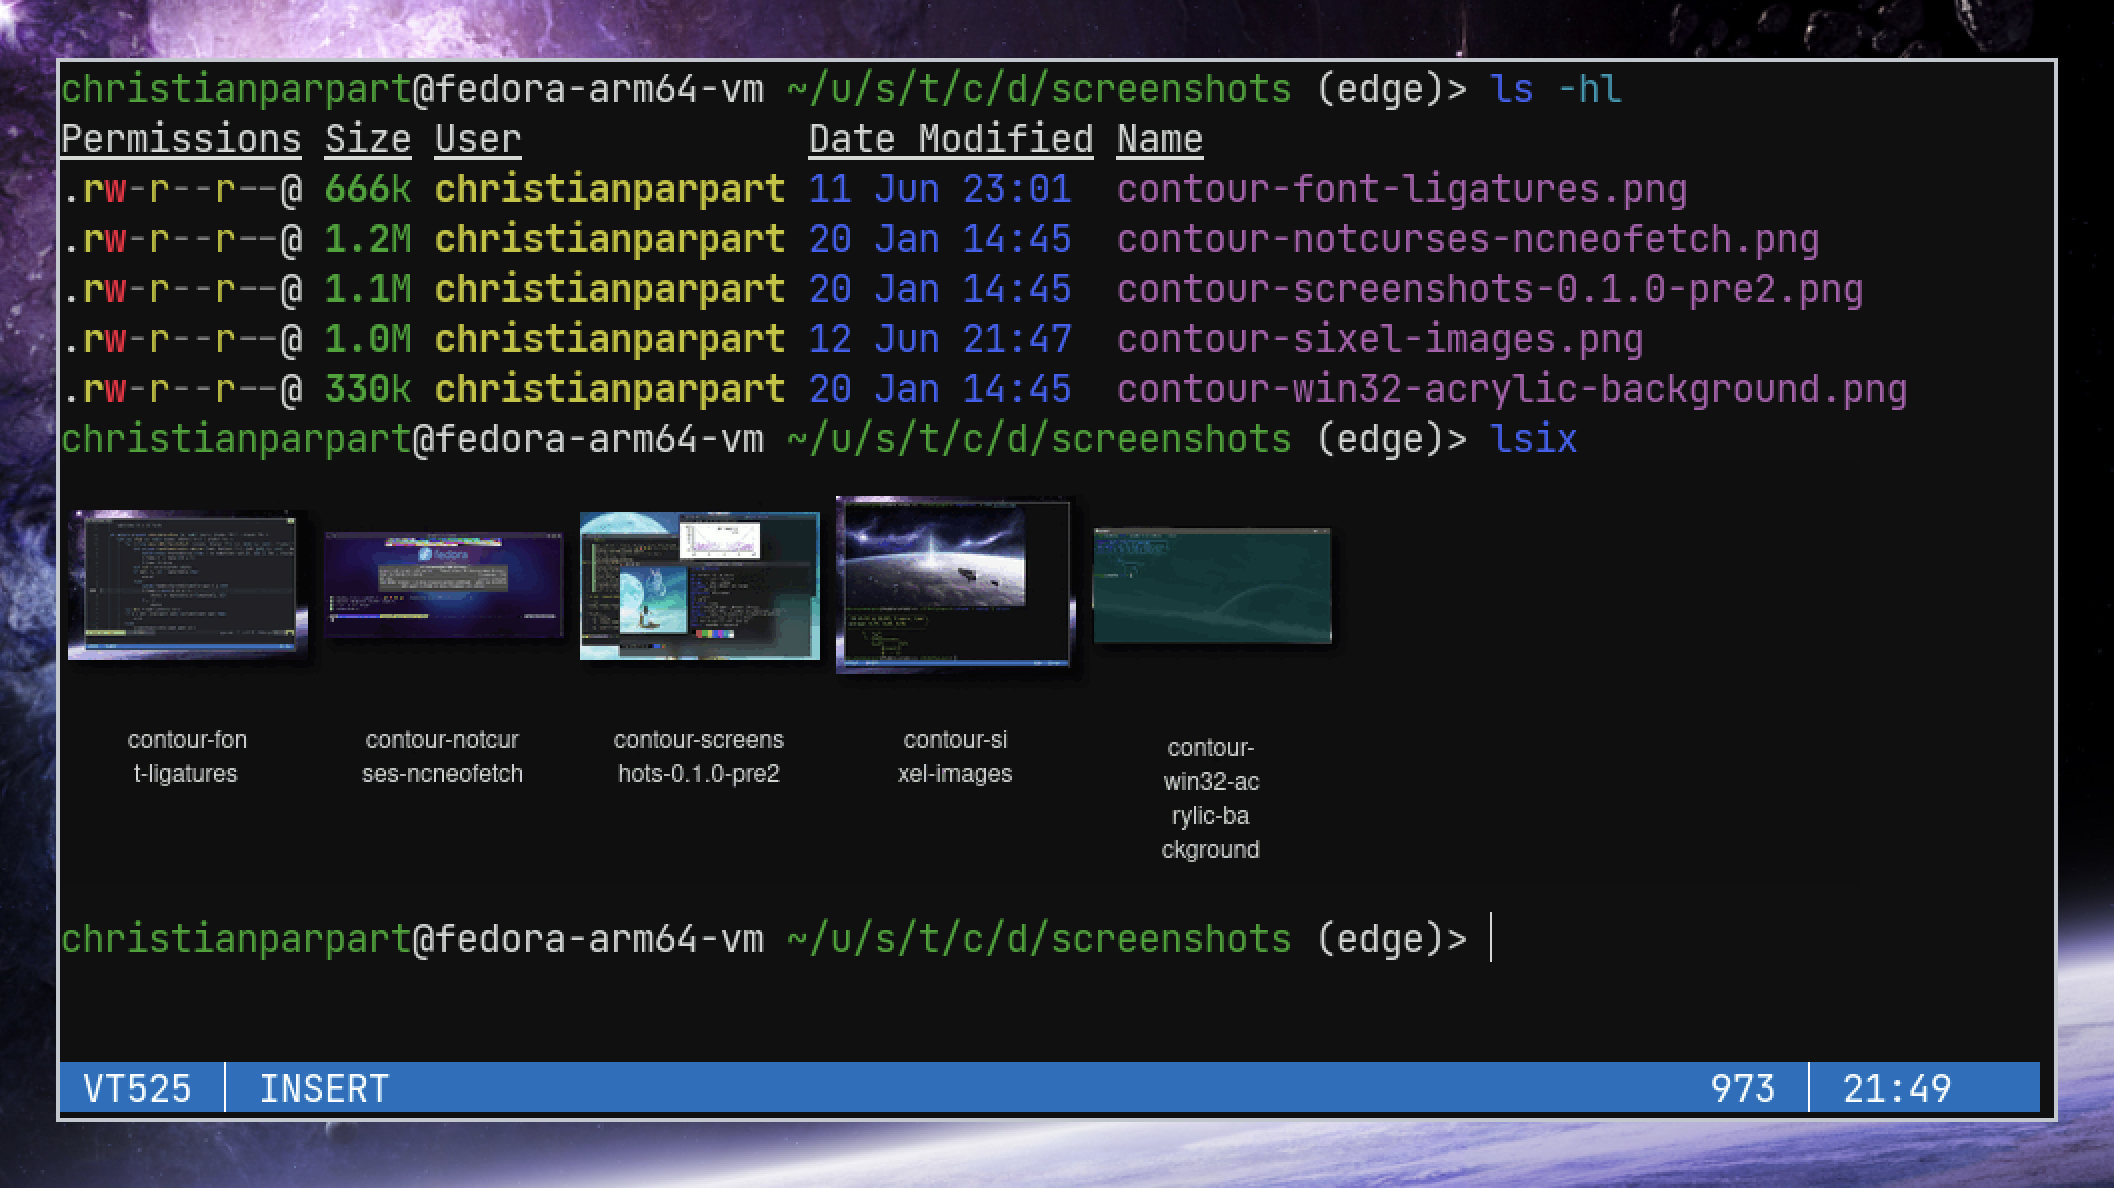 christianparpart@fedora-arm64-vm ~/u/s/t/c/d/screenshots (edge)> ls -hl
Permissions Size User Date Modified Name
.rw-r--r--@ 666k christianparpart 11 Jun 23:01 contour-font-ligatures.png
.rw-r--r--@ 1.2M christianparpart 20 Jan 14:45 contour-notcurses-ncneofetch.png
.rw-r--r--@ 1.1M christianparpart 20 Jan 14:45 contour-screenshots-0.1.0-pre2.png
.rw-r--r--@ 1.0M christianparpart 12 Jun 21:47 contour-sixel-images.png
.rw-r--r--@ 330k christianparpart 20 Jan 14:45 contour-win32-acrylic-background.png
christianparpart@fedora-arm64-vm ~/u/s/t/c/d/screenshots (edge)> lsix
fedora
contour-fon
t-ligatures
contour-notcur
ses-ncneofetch
contour-screens
hots-0.1.0-pre2
contour-si
xel-images
contour-
win32-ac
rylic-ba
ckground
christianparpart@fedora-arm64-vm ~/u/s/t/c/d/screenshots (edge)>
VT525 INSERT 973 21:49